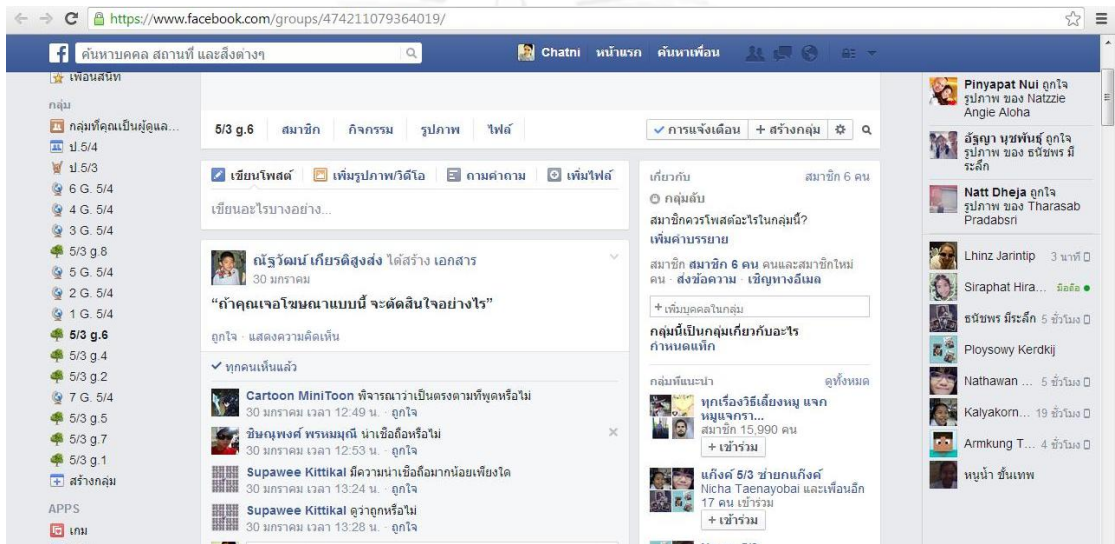 https://www.facebook.com/groups/474211079364019/
ค้นหาบุคคล สถานที่ และสิ่งต่างๆ
Chatni หน้าแรก ค้นหาเพื่อน
เพื่อนสนิท
กลุ่ม
กลุ่มที่คุณเป็นผู้ดูแล...
ป.5/4
ป.5/3
6 G. 5/4
4 G. 5/4
3 G. 5/4
5/3 g.8
5 G. 5/4
2 G. 5/4
1 G. 5/4
5/3 g.6
5/3 g.4
5/3 g.2
7 G. 5/4
5/3 g.5
5/3 g.7
5/3 g.1
สร้างกลุ่ม
APPS
เกม
5/3 g.6 สมาชิก กิจกรรม รูปภาพ ไฟล์
การแจ้งเตือน + สร้างกลุ่ม
เขียนโพสต์ เพิ่มรูปภาพ/วิดีโอ ถามคำถาม เพิ่มไฟล์
เขียนอะไรบางอย่าง...
ณัฐวัฒน์ เกียรติสูงส่ง ได้สร้าง เอกสาร
30 มกราคม
“ถ้าคุณเจอโฆษณาแบบนี้ จะตัดสินใจอย่างไร”
ถูกใจ · แสดงความคิดเห็น
ทุกคนเห็นแล้ว
Cartoon MiniToon พิจารณาว่าเป็นตรงตามที่พูดหรือไม่
30 มกราคม เวลา 12:49 น. · ถูกใจ
ชิษณุพงศ์ พรหมมุณี น่าเชื่อถือหรือไม่
30 มกราคม เวลา 12:53 น. · ถูกใจ
Supawee Kittikal มีความน่าเชื่อถือมากน้อยเพียงใด
30 มกราคม เวลา 13:24 น. · ถูกใจ
Supawee Kittikal ดูว่าถูกหรือไม่
30 มกราคม เวลา 13:28 น. · ถูกใจ
เกี่ยวกับ สมาชิก 6 คน
กลุ่มลับ
สมาชิกควรโพสต์อะไรในกลุ่มนี้?
เพิ่มคำบรรยาย
สมาชิก สมาชิก 6 คน คนและสมาชิกใหม่
คน · ส่งข้อความ · เชิญทางอีเมล
+ เพิ่มบุคคลในกลุ่ม
กลุ่มนี้เป็นกลุ่มเกี่ยวกับอะไร
กำหนดแท็ก
กลุ่มที่แนะนำ ดูทั้งหมด
ทุกเรื่องวิธีเลี้ยงหมู แจก
หมูแจกรา...
สมาชิก 15,990 คน
+ เข้าร่วม
แก๊งค์ 5/3 ช่ายกแก๊งค์
Nicha Taenayobai และเพื่อนอีก
17 คน เข้าร่วม
+ เข้าร่วม
Pinyapat Nui ถูกใจ
รูปภาพ ของ Natzzie
Angie Aloha
อัฐญา นุชพันธุ์ ถูกใจ
รูปภาพ ของ ธนัชพร มี
ระลึก
Natt Dheja ถูกใจ
รูปภาพ ของ Tharasab
Pradabsri
Lhinz Jarintip 3 นาที
Siraphat Hira... มือถือ
ธนัชพร มีระลึก 5 ชั่วโมง
Ploysowy Kerdkij
Nathawan ... 5 ชั่วโมง
Kalyakorn... 19 ชั่วโมง
Armkung T... 4 ชั่วโมง
หนูน้ำ ขั้นเทพ